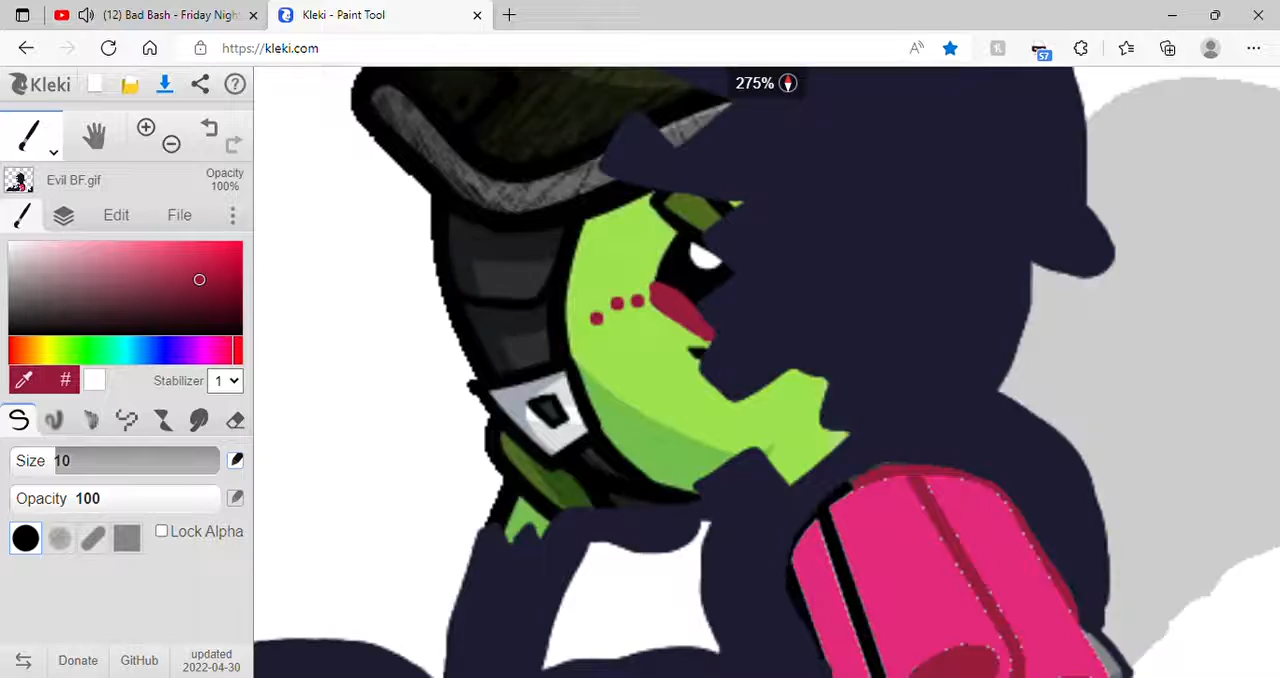 (12) Bad Bash - Friday Nigh
Kleki - Paint Tool
https://kleki.com
57
Kleki
275%
Opacity
100%
Evil BF.gif
Edit
File
#
Stabilizer
1
Size 10
Opacity 100
Lock Alpha
Donate
GitHub
updated
2022-04-30